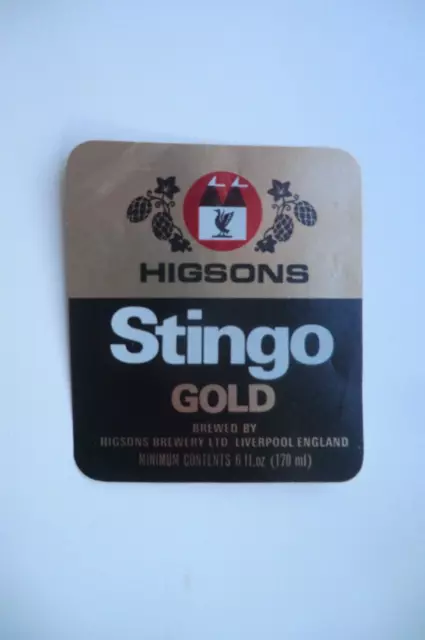 HIGSONS
Stingo
GOLD
BREWED BY
HIGSONS BREWERY LTD. LIVERPOOL ENGLAND
MINIMUM CONTENTS 6 fl.oz (170 ml)